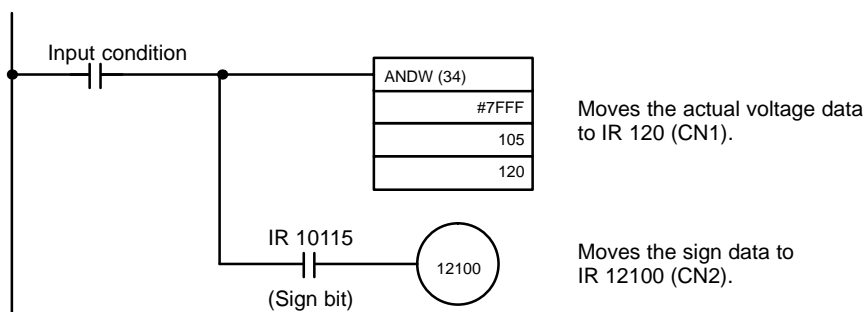 Input condition
ANDW (34)
#7FFF
105
120
Moves the actual voltage data
to IR 120 (CN1).
IR 10115
(Sign bit)
12100
Moves the sign data to
IR 12100 (CN2).